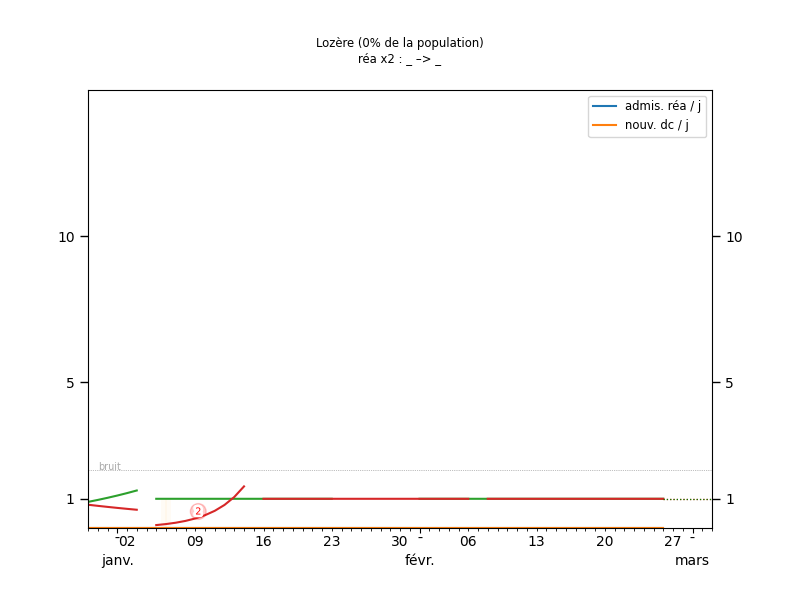 Lozère (0% de la population)
réa x2 : _ –> _
admis. réa / j
nouv. dc / j
10 10
5 5
bruit
2
1 1
02 09 16 23 30 06 13 20 27
janv. févr. mars